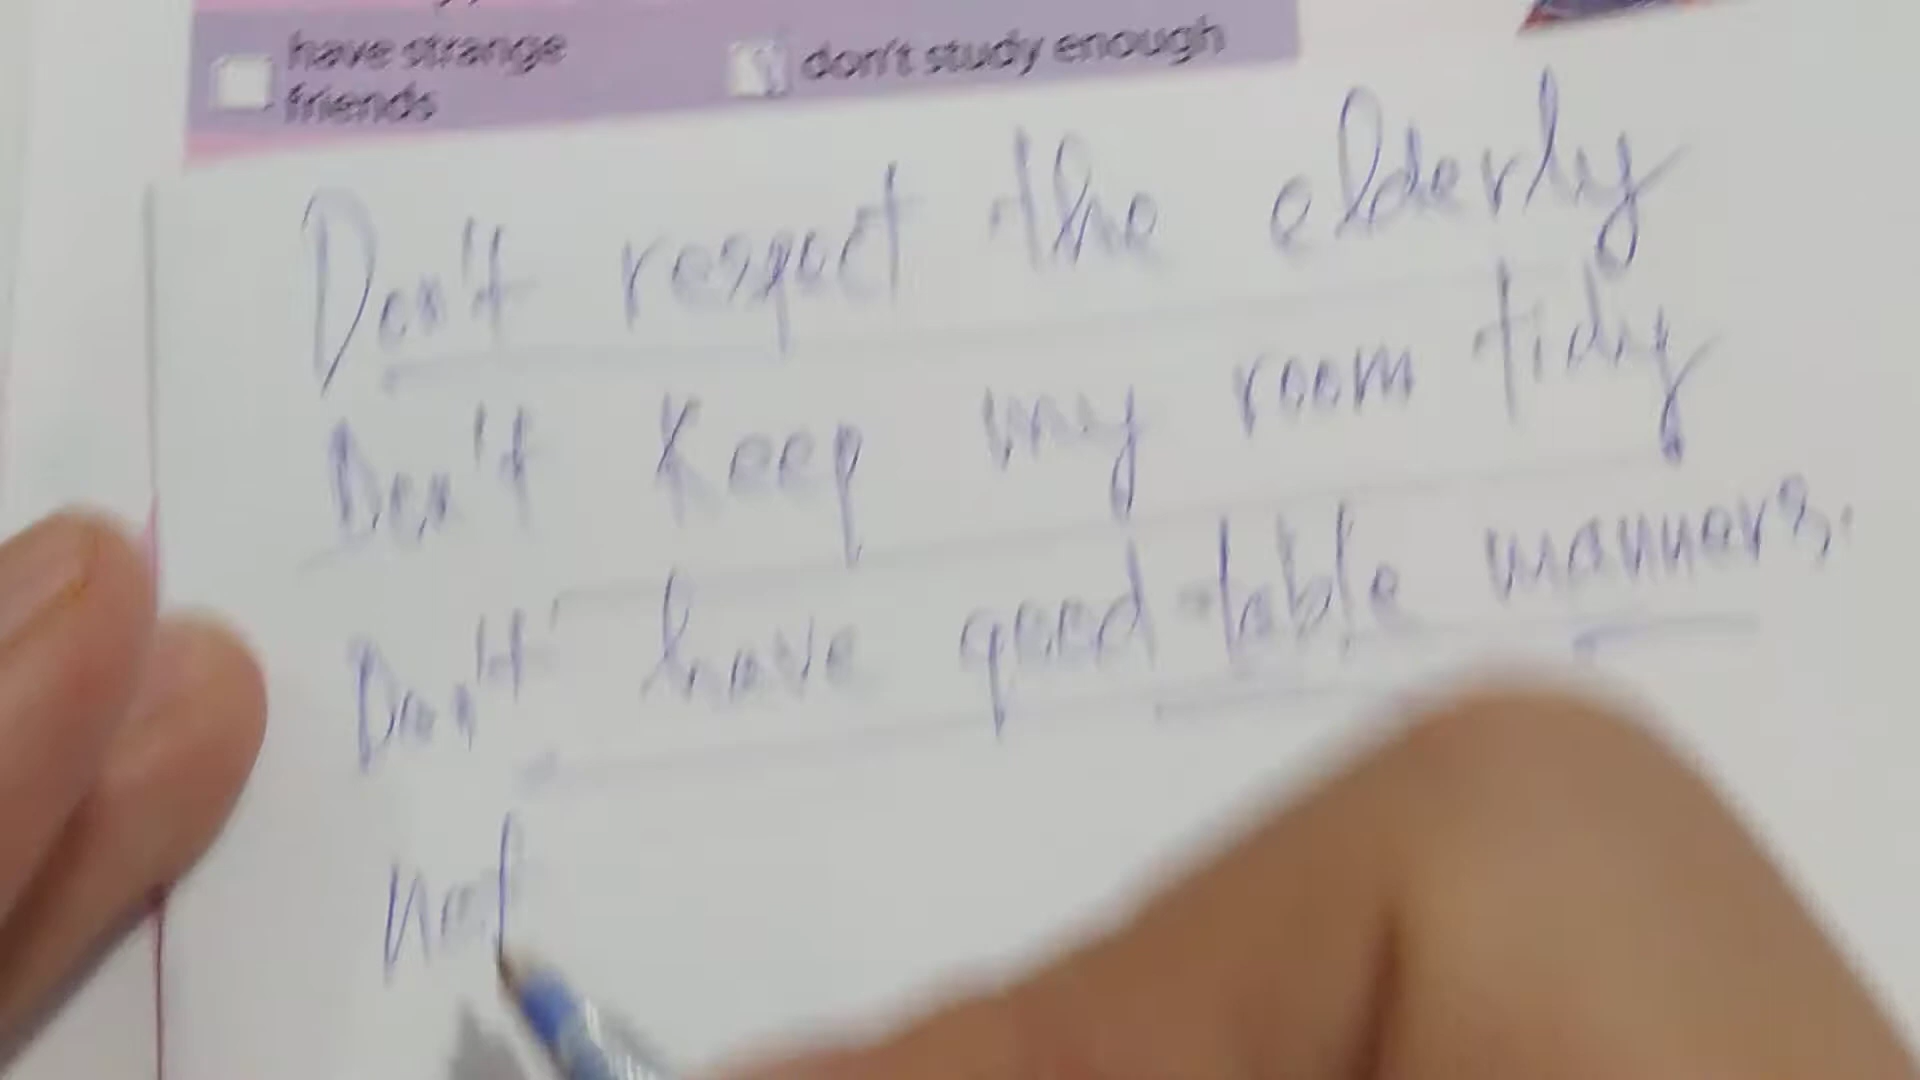 have strange
friends
don't study enough
Don't respect the elderly
Don't keep my room tidy
Don't have good table manners.
not